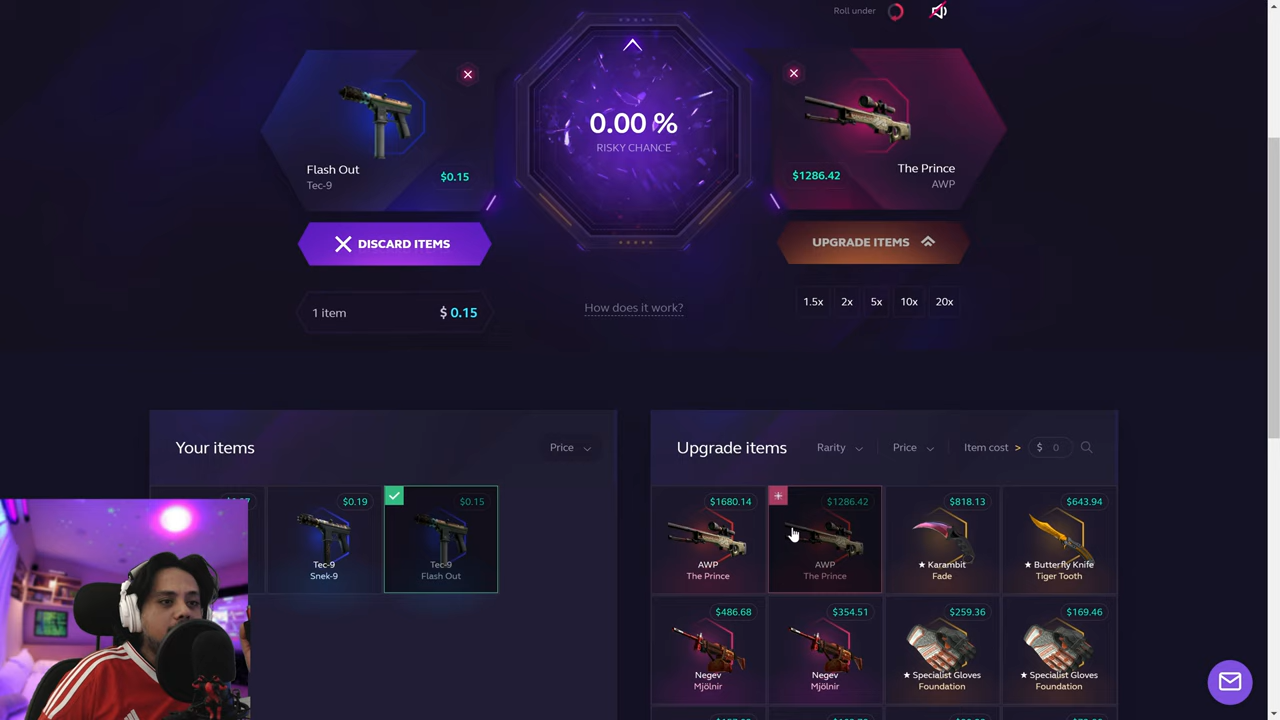 Roll under
Flash Out
Tec-9
$0.15
0.00 %
RISKY CHANCE
$1286.42
The Prince
AWP
DISCARD ITEMS
UPGRADE ITEMS
1 item
$ 0.15
How does it work?
1.5x
2x
5x
10x
20x
Your items
Price
Upgrade items
Rarity
Price
Item cost >
$ 0
$0.19
Tec-9
Snek-9
$0.15
Tec-9
Flash Out
$1680.14
AWP
The Prince
$1286.42
AWP
The Prince
$818.13
★ Karambit
Fade
$643.94
★ Butterfly Knife
Tiger Tooth
$486.68
Negev
Mjölnir
$354.51
Negev
Mjölnir
$259.36
★ Specialist Gloves
Foundation
$169.46
★ Specialist Gloves
Foundation